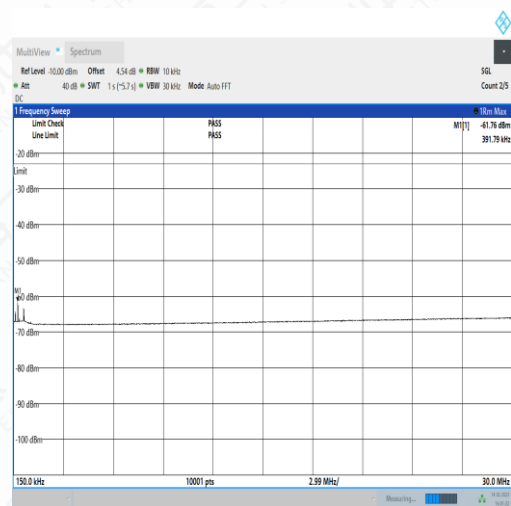 MultiView Spectrum
Ref Level -10.00 dBm Offset 4.54 dB RBW 10 kHz SGL
Att 40 dB SWT 1 s (~5.7 s) VBW 30 kHz Mode Auto FFT Count 2/5
DC
1 Frequency Sweep 1Rm Max
Limit Check PASS M1[1] -61.76 dBm
Line Limit PASS 391.79 kHz
-20 dBm
Limit
-30 dBm
-40 dBm
-50 dBm
M1
-60 dBm
-70 dBm
-80 dBm
-90 dBm
-100 dBm
150.0 kHz 10001 pts 2.99 MHz/ 30.0 MHz
Measuring...